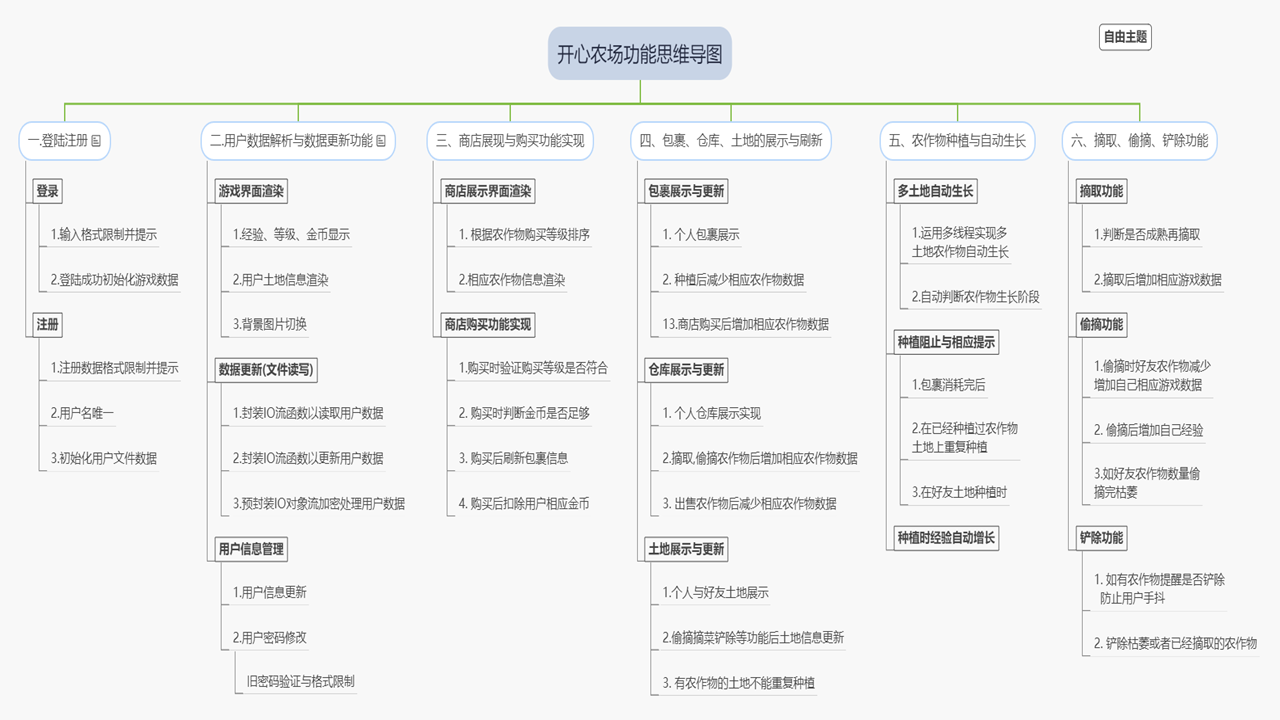 开心农场功能思维导图
自由主题
一.登陆注册
登录
1.输入格式限制并提示
2.登陆成功初始化游戏数据
注册
1.注册数据格式限制并提示
2.用户名唯一
3.初始化用户文件数据
二.用户数据解析与数据更新功能
游戏界面渲染
1.经验、等级、金币显示
2.用户土地信息渲染
3.背景图片切换
数据更新(文件读写)
1.封装IO流函数以读取用户数据
2.封装IO流函数以更新用户数据
3.预封装IO对象流加密处理用户数据
用户信息管理
1.用户信息更新
2.用户密码修改
旧密码验证与格式限制
三、商店展现与购买功能实现
商店展示界面渲染
1. 根据农作物购买等级排序
2.相应农作物信息渲染
商店购买功能实现
1.购买时验证购买等级是否符合
2. 购买时判断金币是否足够
3. 购买后刷新包裹信息
4. 购买后扣除用户相应金币
四、包裹、仓库、土地的展示与刷新
包裹展示与更新
1. 个人包裹展示
2. 种植后减少相应农作物数据
13.商店购买后增加相应农作物数据
仓库展示与更新
1. 个人仓库展示实现
2.摘取,偷摘农作物后增加相应农作物数据
3. 出售农作物后减少相应农作物数据
土地展示与更新
1.个人与好友土地展示
2.偷摘摘菜铲除等功能后土地信息更新
3. 有农作物的土地不能重复种植
五、农作物种植与自动生长
多土地自动生长
1.运用多线程实现多
土地农作物自动生长
2.自动判断农作物生长阶段
种植阻止与相应提示
1.包裹消耗完后
2.在已经种植过农作物
土地上重复种植
3.在好友土地种植时
种植时经验自动增长
六、摘取、偷摘、铲除功能
摘取功能
1.判断是否成熟再摘取
2.摘取后增加相应游戏数据
偷摘功能
1.偷摘时好友农作物减少
增加自己相应游戏数据
2. 偷摘后增加自己经验
3.如好友农作物数量偷
摘完枯萎
铲除功能
1. 如有农作物提醒是否铲除
防止用户手抖
2. 铲除枯萎或者已经摘取的农作物